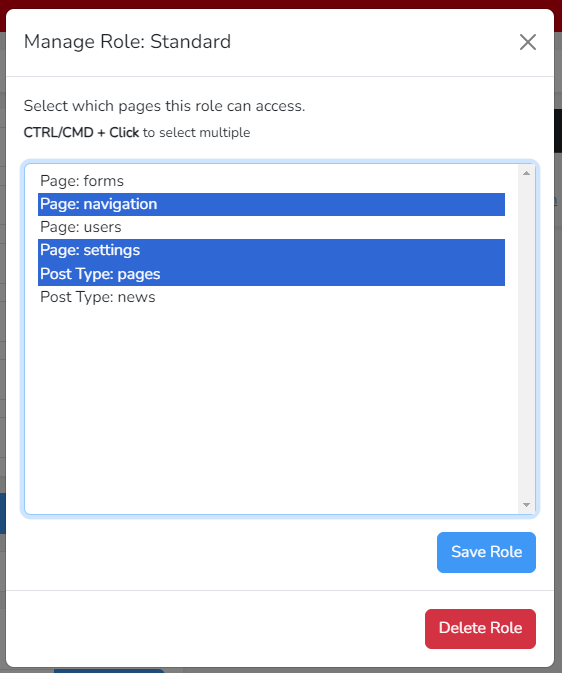 Manage Role: Standard
Select which pages this role can access.
CTRL/CMD + Click to select multiple
Page: forms
Page: navigation
Page: users
Page: settings
Post Type: pages
Post Type: news
Save Role
Delete Role